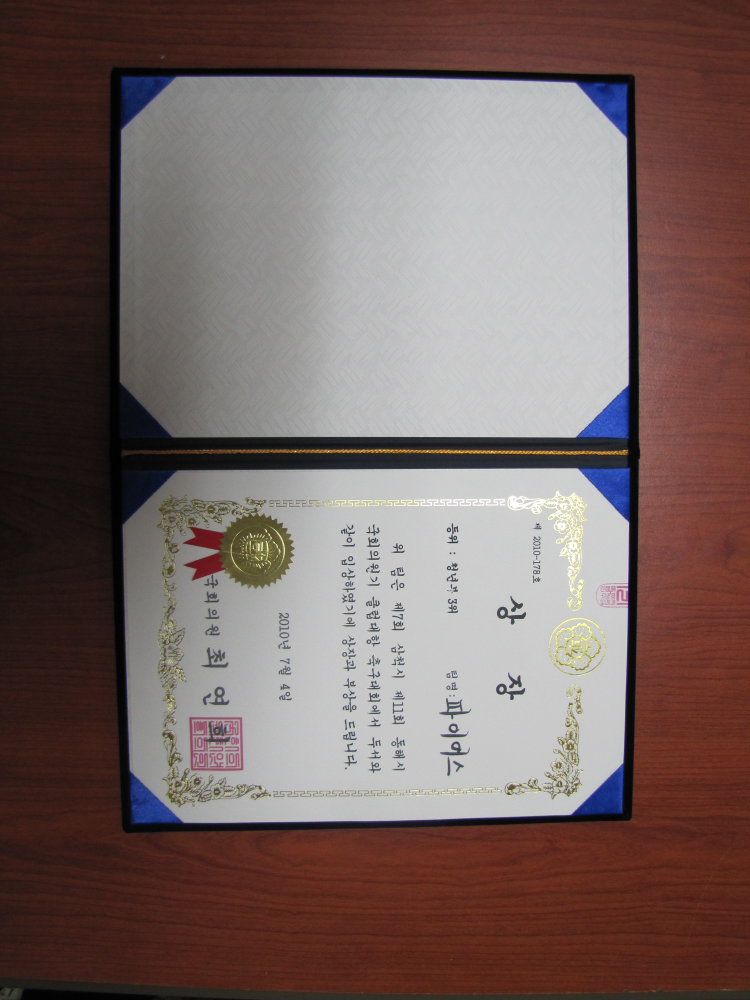 제 2010-178 호
상 장
등위 : 청년부 3위 팀 명 : 파이어스
위 팀은 제7회 삼척시 제11회 동해시
국회의원기 클럽대항 축구대회에서 두서와
같이 입상하였기에 상장과 부상을 드립니다.
2010년 7월 4일
국회의원 최 연 희